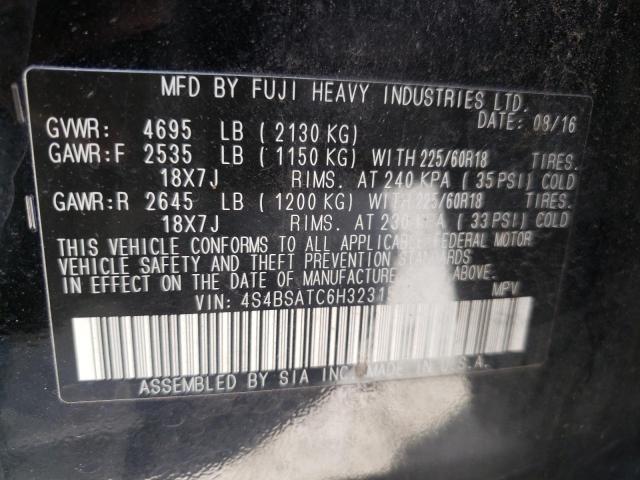 MFD BY FUJI HEAVY INDUSTRIES LTD.
DATE: 08/16
GVWR: 4695 LB ( 2130 KG)
GAWR:F 2535 LB ( 1150 KG) WITH 225/60R18 TIRES.
18X7J RIMS. AT 240 KPA ( 35 PSI) COLD
GAWR:R 2645 LB ( 1200 KG) WITH 225/60R18 TIRES.
18X7J RIMS. AT 230 KPA ( 33 PSI) COLD
THIS VEHICLE CONFORMS TO ALL APPLICABLE FEDERAL MOTOR
VEHICLE SAFETY AND THEFT PREVENTION STANDARDS
IN EFFECT ON THE DATE OF MANUFACTURE ABOVE.
VIN: MPV
ASSEMBLED BY SIA INC. IN U.S.A.